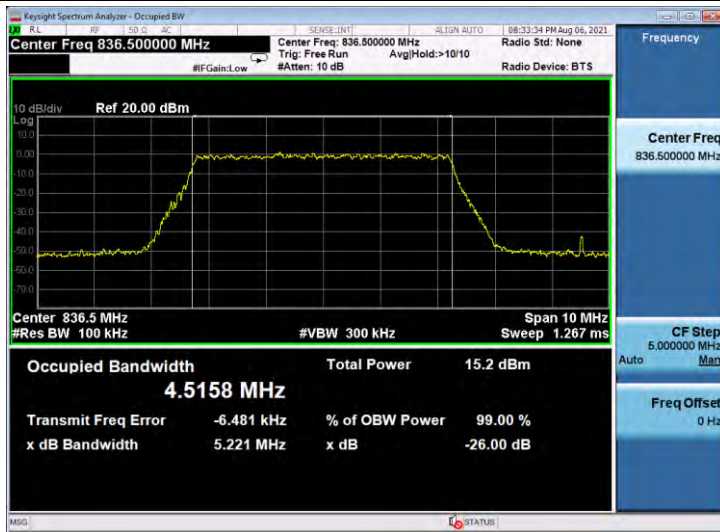 Keysight Spectrum Analyzer - Occupied BW
RL RF 50 Ω AC SENSE:INT ALIGN AUTO 08:33:34 PM Aug 06, 2021
Center Freq 836.500000 MHz
Center Freq: 836.500000 MHz
Radio Std: None
Trig: Free Run Avg|Hold:>10/10
#IFGain:Low #Atten: 10 dB Radio Device: BTS
Frequency
10 dB/div Ref 20.00 dBm
Log
10.0
0.00
-10.0
-20.0
-30.0
-40.0
-50.0
-60.0
-70.0
Center 836.5 MHz Span 10 MHz
#Res BW 100 kHz #VBW 300 kHz Sweep 1.267 ms
Center Freq
836.500000 MHz
CF Step
5.000000 MHz
Auto Man
Freq Offset
0 Hz
Occupied Bandwidth Total Power 15.2 dBm
4.5158 MHz
Transmit Freq Error -6.481 kHz % of OBW Power 99.00 %
x dB Bandwidth 5.221 MHz x dB -26.00 dB
MSG STATUS